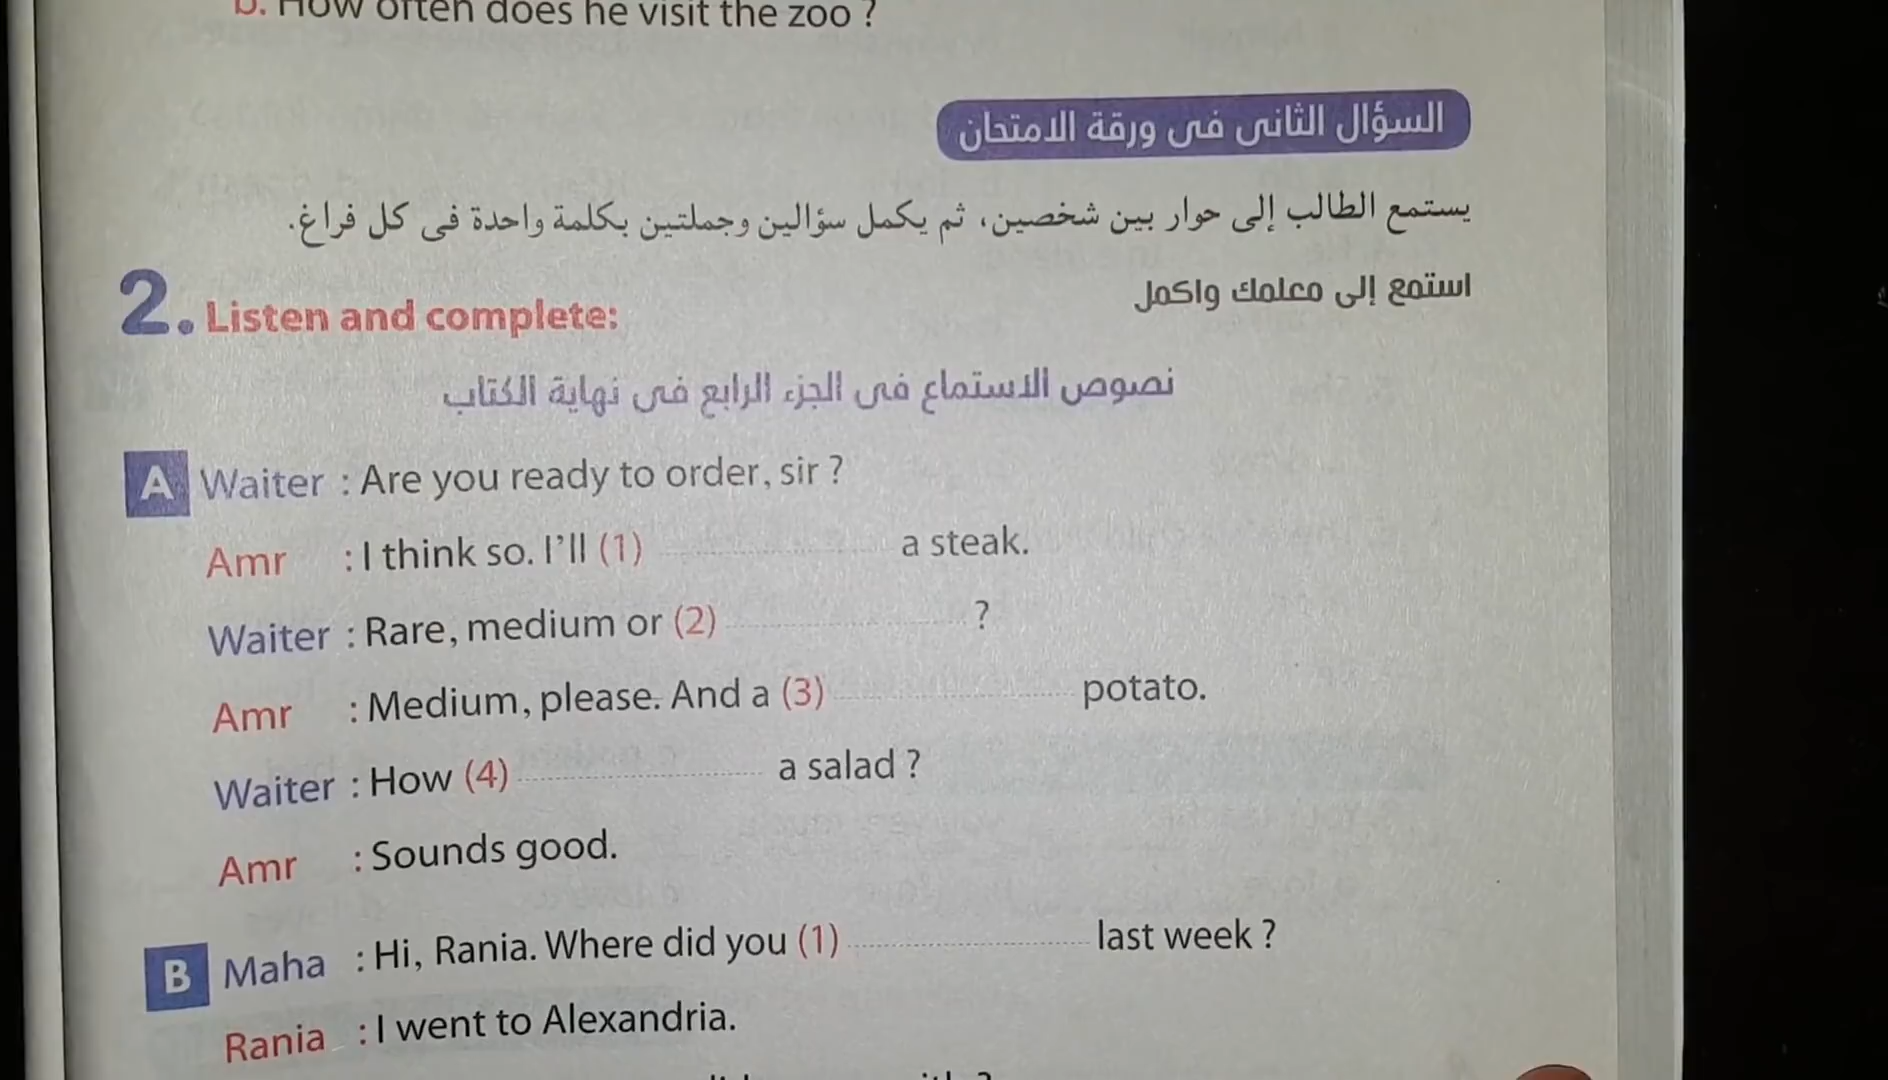 b. How often does he visit the zoo ?
السؤال الثانى فى ورقة الامتحان
يستمع الطالب إلى حوار بين شخصين، ثم يكمل سؤالين وجملتين بكلمة واحدة فى كل فراغ.
2. Listen and complete:
استمع إلى معلمك واكمل
نصوص الاستماع فى الجزء الرابع فى نهاية الكتاب
A Waiter : Are you ready to order, sir ?
Amr : I think so. I'll (1) ........................ a steak.
Waiter : Rare, medium or (2) ........................ ?
Amr : Medium, please. And a (3) ........................ potato.
Waiter : How (4) ........................ a salad ?
Amr : Sounds good.
B Maha : Hi, Rania. Where did you (1) ........................ last week ?
Rania : I went to Alexandria.